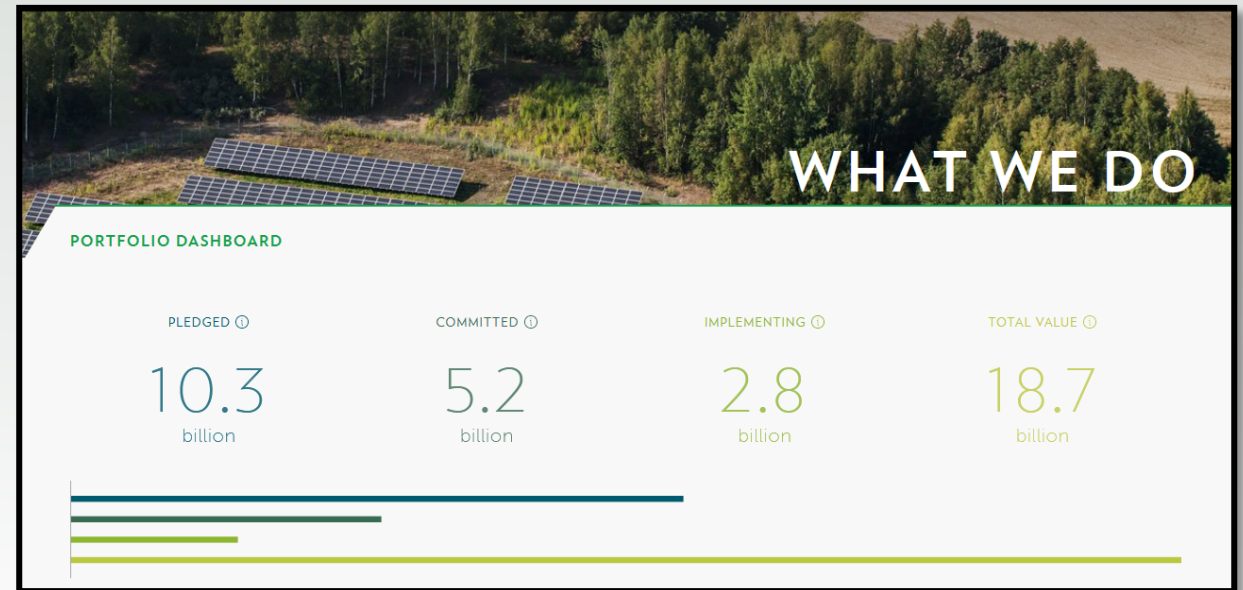 WHAT WE DO
PORTFOLIO DASHBOARD
PLEDGED ⓘ
COMMITTED ⓘ
IMPLEMENTING ⓘ
TOTAL VALUE ⓘ
10.3
5.2
2.8
18.7
billion
billion
billion
billion